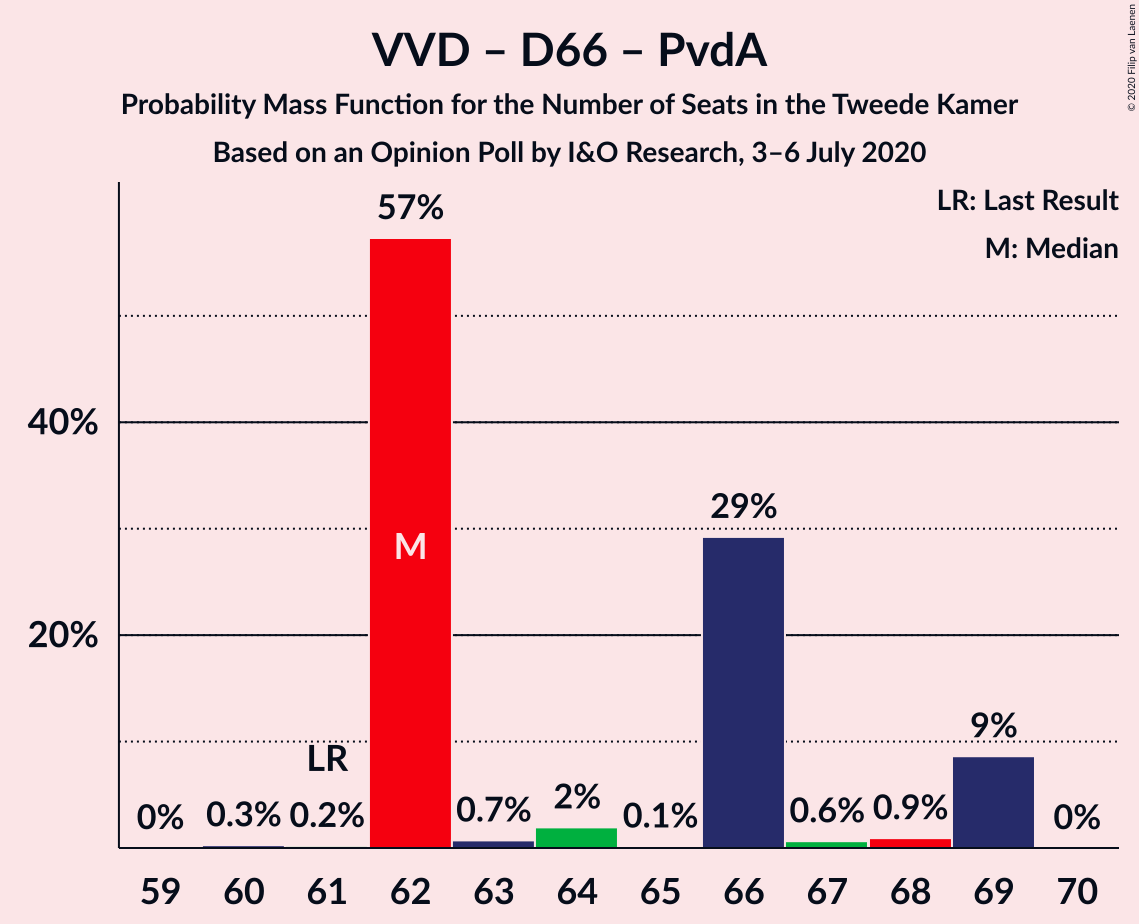 VVD – D66 – PvdA
Probability Mass Function for the Number of Seats in the Tweede Kamer
Based on an Opinion Poll by I&O Research, 3–6 July 2020
© 2020 Filip van Laenen
LR: Last Result
M: Median
57%
40%
29%
M
20%
9%
LR
0% 0.3% 0.2% 0.7% 2% 0.1% 0.6% 0.9% 0%
59 60 61 62 63 64 65 66 67 68 69 70